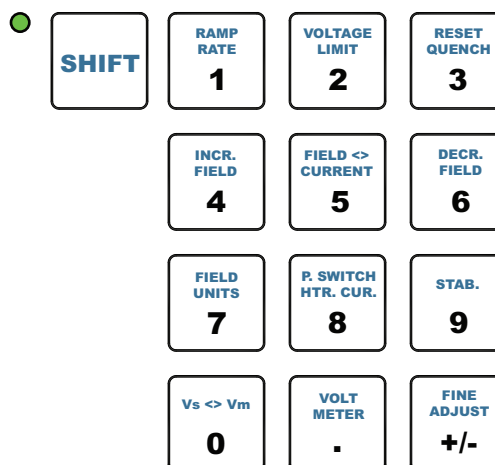 SHIFT
RAMP
RATE
1
VOLTAGE
LIMIT
2
RESET
QUENCH
3
INCR.
FIELD
4
FIELD <>
CURRENT
5
DECR.
FIELD
6
FIELD
UNITS
7
P. SWITCH
HTR. CUR.
8
STAB.
9
Vs <> Vm
0
VOLT
METER
.
FINE
ADJUST
+/-